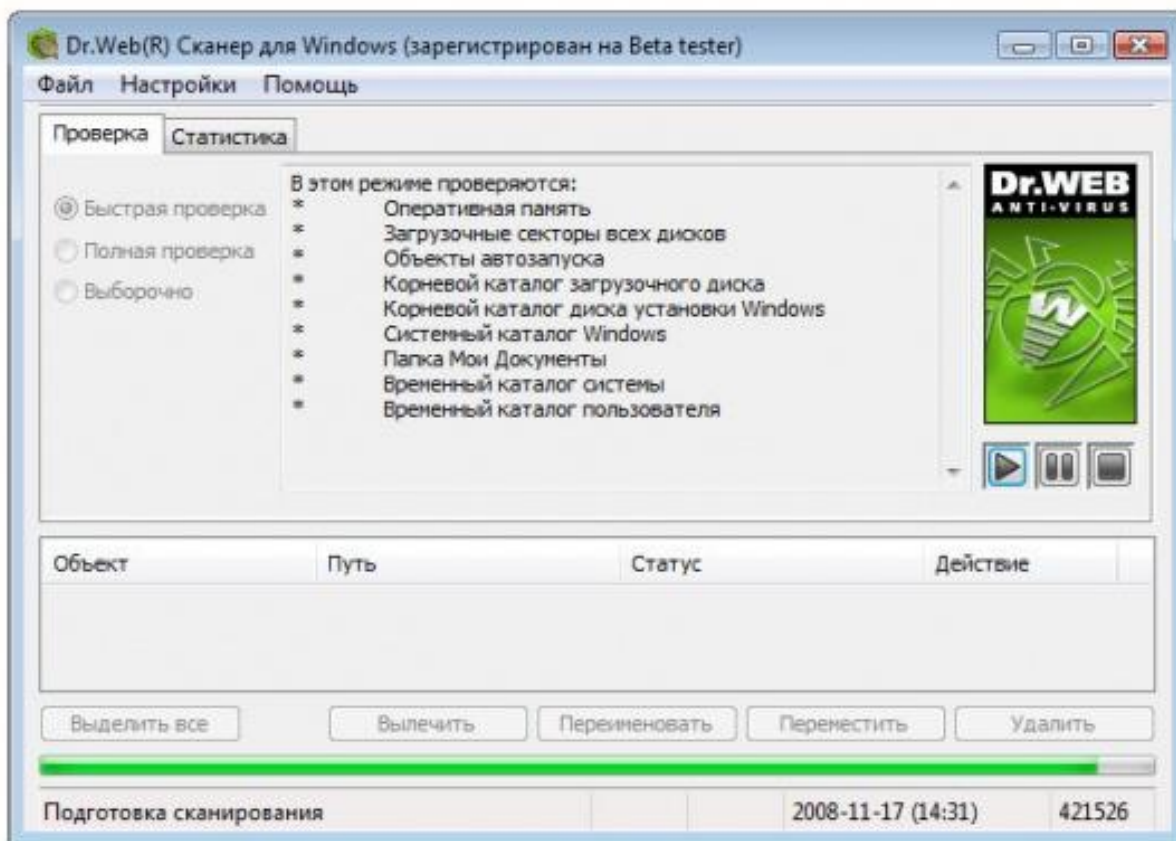 Dr.Web(R) Сканер для Windows (зарегистрирован на Beta tester)
Файл Настройки Помощь
Проверка Статистика
Быстрая проверка
Полная проверка
Выборочно
В этом режиме проверяются:
* Оперативная память
* Загрузочные секторы всех дисков
* Объекты автозапуска
* Корневой каталог загрузочного диска
* Корневой каталог диска установки Windows
* Системный каталог Windows
* Папка Мои Документы
* Временный каталог системы
* Временный каталог пользователя
Dr.WEB
ANTI-VIRUS
W
Объект Путь Статус Действие
Выделить все Вылечить Переименовать Переместить Удалить
Подготовка сканирования 2008-11-17 (14:31) 421526